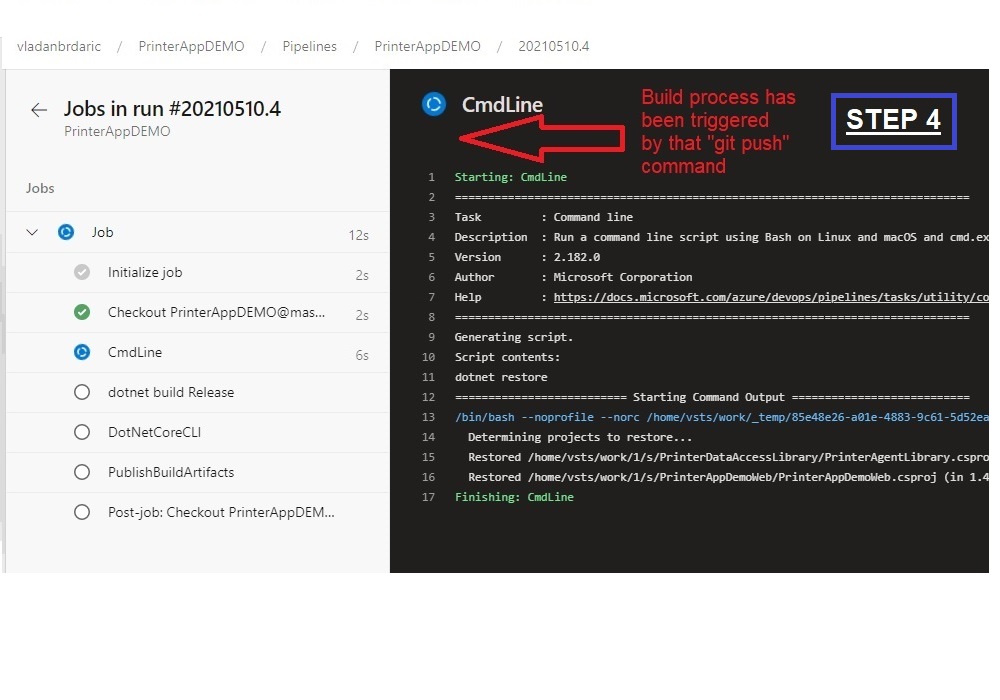 vladanbrdaric / PrinterAppDEMO / Pipelines / PrinterAppDEMO / 20210510.4
Jobs in run #20210510.4
PrinterAppDEMO
Jobs
Job 12s
Initialize job 2s
Checkout PrinterAppDEMO@mas... 2s
CmdLine 6s
dotnet build Release
DotNetCoreCLI
PublishBuildArtifacts
Post-job: Checkout PrinterAppDEM...
CmdLine
Build process has
been triggered
by that "git push"
command
STEP 4
1 Starting: CmdLine
2 ==============================================================================
3 Task : Command line
4 Description : Run a command line script using Bash on Linux and macOS and cmd.ex
5 Version : 2.182.0
6 Author : Microsoft Corporation
7 Help : https://docs.microsoft.com/azure/devops/pipelines/tasks/utility/co
8 ==============================================================================
9 Generating script.
10 Script contents:
11 dotnet restore
12 ========================== Starting Command Output ===========================
13 /bin/bash --noprofile --norc /home/vsts/work/_temp/85e48e26-a01e-4883-9c61-5d52ea
14 Determining projects to restore...
15 Restored /home/vsts/work/1/s/PrinterDataAccessLibrary/PrinterAgentLibrary.cspro
16 Restored /home/vsts/work/1/s/PrinterAppDemoWeb/PrinterAppDemoWeb.csproj (in 1.4
17 Finishing: CmdLine